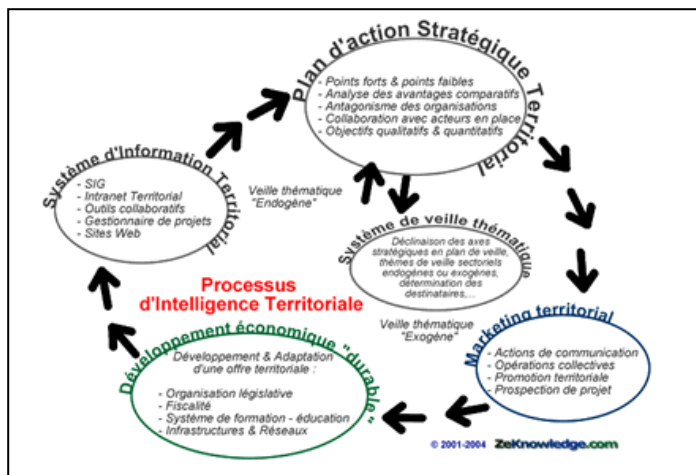 Plan d'action Stratégique Territorial
- Points forts & points faibles
- Analyse des avantages comparatifs
- Antagonisme des organisations
- Collaboration avec acteurs en place
- Objectifs qualitatifs & quantitatifs
Système d'Information Territorial
- SIG
- Intranet Territorial
- Outils collaboratifs
- Gestionnaire de projets
- Sites Web
Veille thématique
"Endogène"
Système de veille thématique
Déclinaison des axes
stratégiques en plan de veille,
thèmes de veille sectoriels
endogènes ou exogènes,
détermination des
destinataires,...
Processus
d'Intelligence Territoriale
Veille thématique
"Exogène"
Marketing territorial
- Actions de communication
- Opérations collectives
- Promotion territoriale
- Prospection de projet
Développement économique "durable"
Développement & Adaptation
d'une offre territoriale :
- Organisation législative
- Fiscalité
- Système de formation - éducation
- Infrastructures & Réseaux
© 2001-2004 ZeKnowledge.com